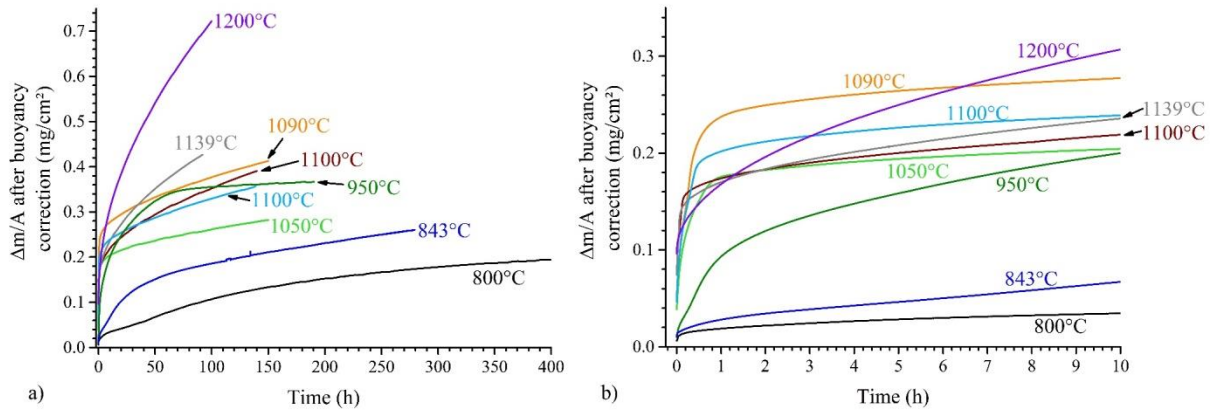 Δm/A after buoyancy
correction (mg/cm²)
0.7
0.6
0.5
0.4
0.3
0.2
0.1
0.0
1200°C
1139°C
1090°C
1100°C
950°C
1100°C
1050°C
843°C
800°C
0 50 100 150 200 250 300 350 400
Time (h)
a)
Δm/A after buoyancy
correction (mg/cm²)
0.3
0.2
0.1
0.0
1200°C
1090°C
1100°C
1139°C
1100°C
1050°C
950°C
843°C
800°C
0 1 2 3 4 5 6 7 8 9 10
Time (h)
b)